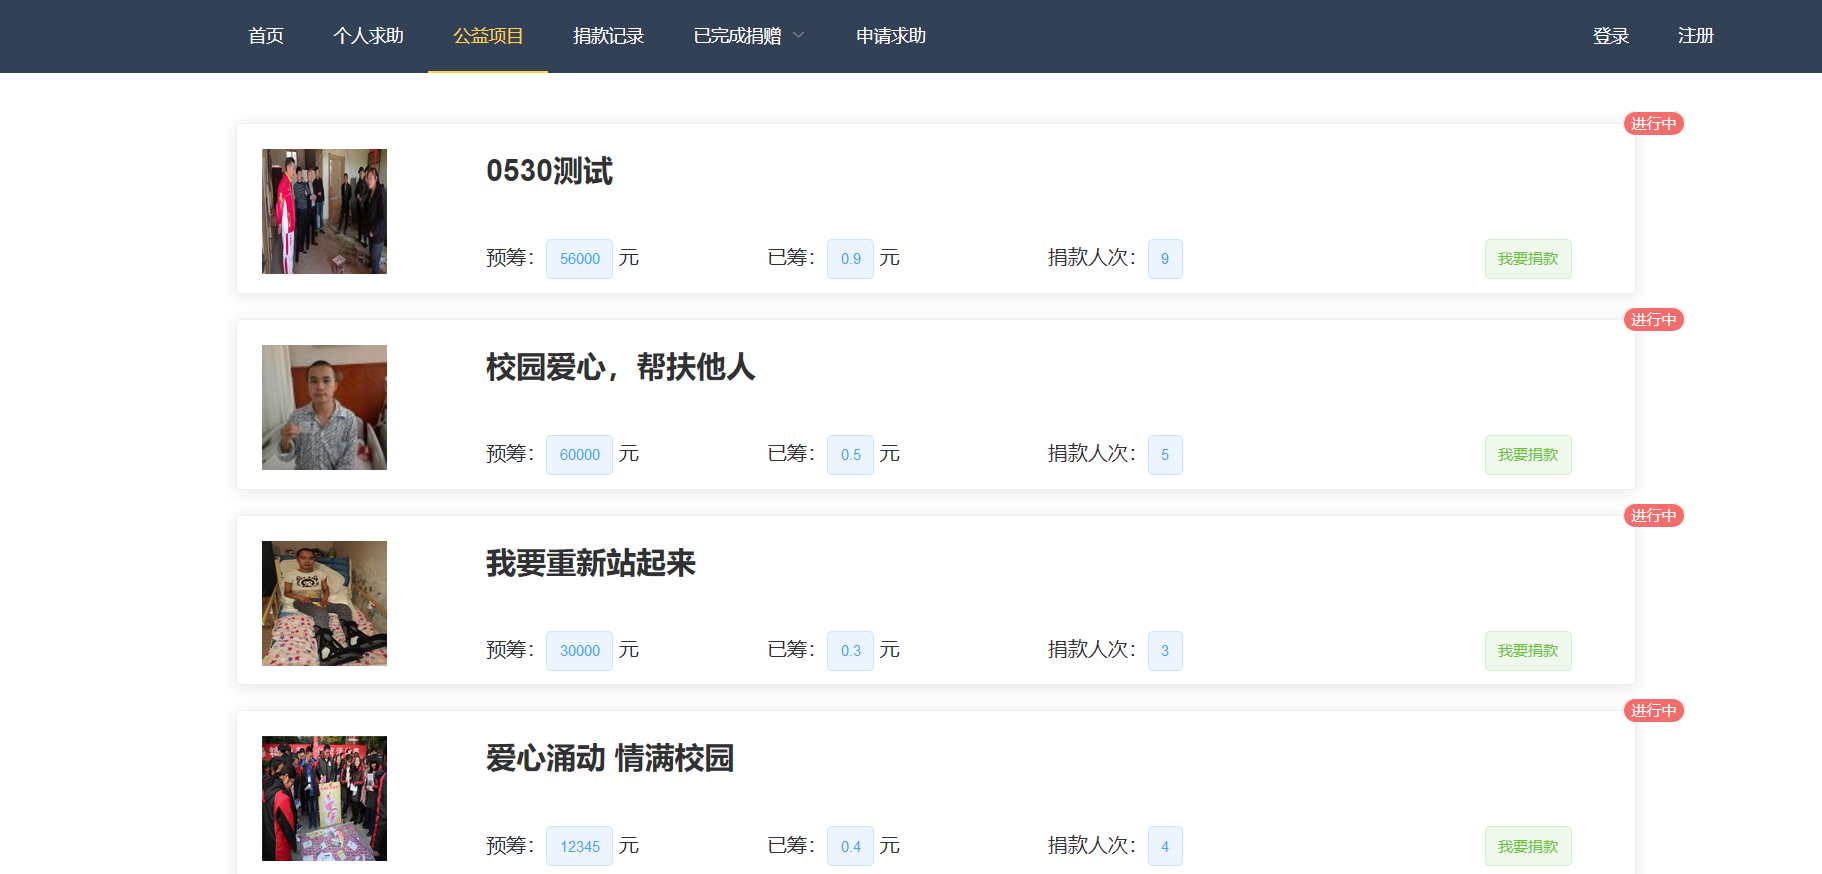 首页 个人求助 公益项目 捐款记录 已完成捐赠 申请求助 登录 注册
进行中
0530测试
预筹： 56000 元 已筹： 0.9 元 捐款人次： 9 我要捐款
进行中
校园爱心，帮扶他人
预筹： 60000 元 已筹： 0.5 元 捐款人次： 5 我要捐款
进行中
我要重新站起来
预筹： 30000 元 已筹： 0.3 元 捐款人次： 3 我要捐款
进行中
爱心涌动 情满校园
预筹： 12345 元 已筹： 0.4 元 捐款人次： 4 我要捐款